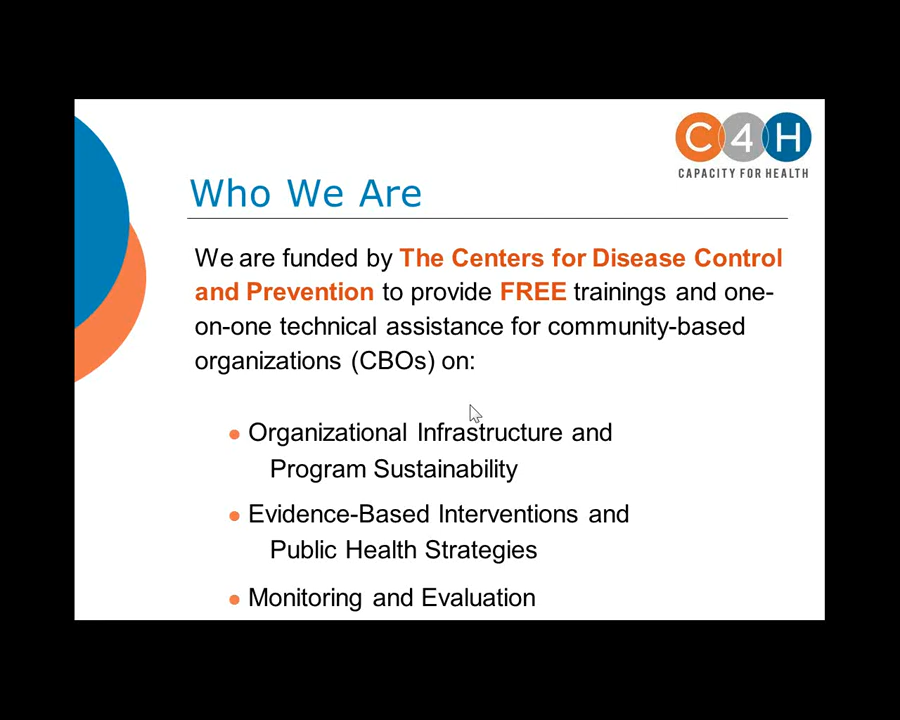 C4H
CAPACITY FOR HEALTH
Who We Are
We are funded by The Centers for Disease Control
and Prevention to provide FREE trainings and one-
on-one technical assistance for community-based
organizations (CBOs) on:
• Organizational Infrastructure and
Program Sustainability
• Evidence-Based Interventions and
Public Health Strategies
• Monitoring and Evaluation